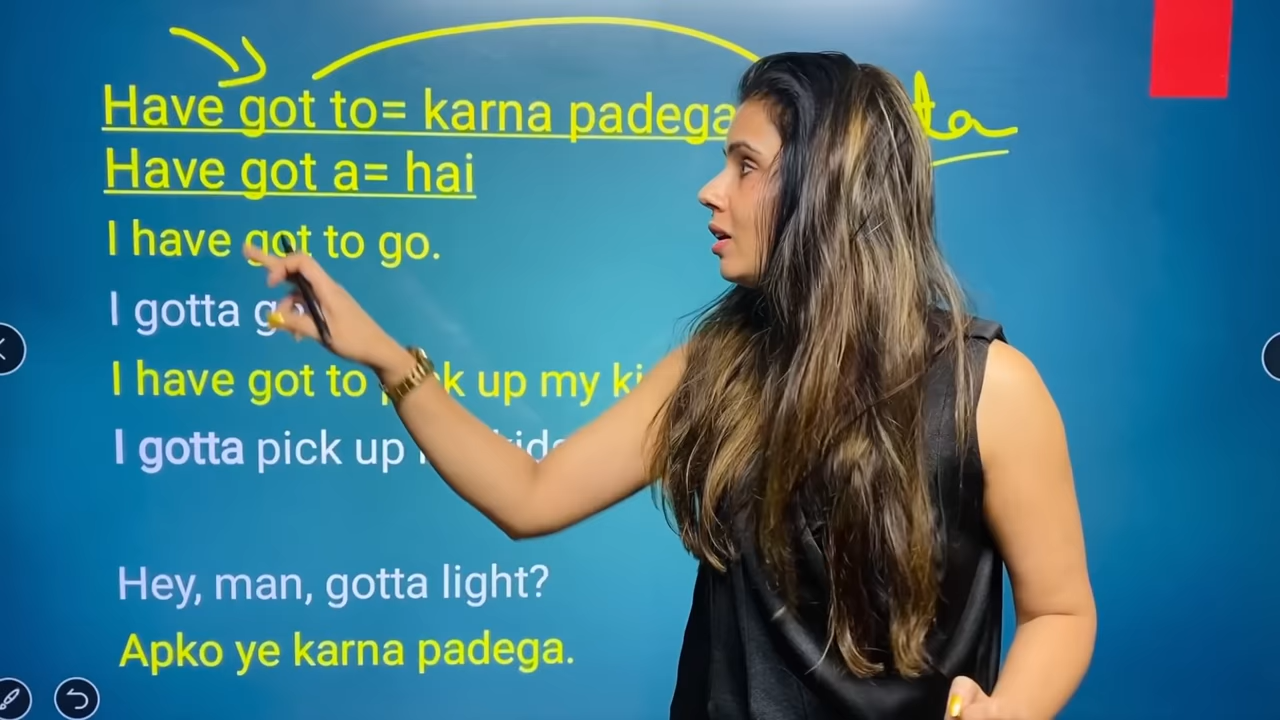 Have got to= karna padega
Have got a= hai
I have got to go.
I gotta
I have got to up my
I gotta pick up
Hey, man, gotta light?
Apko ye karna padega.